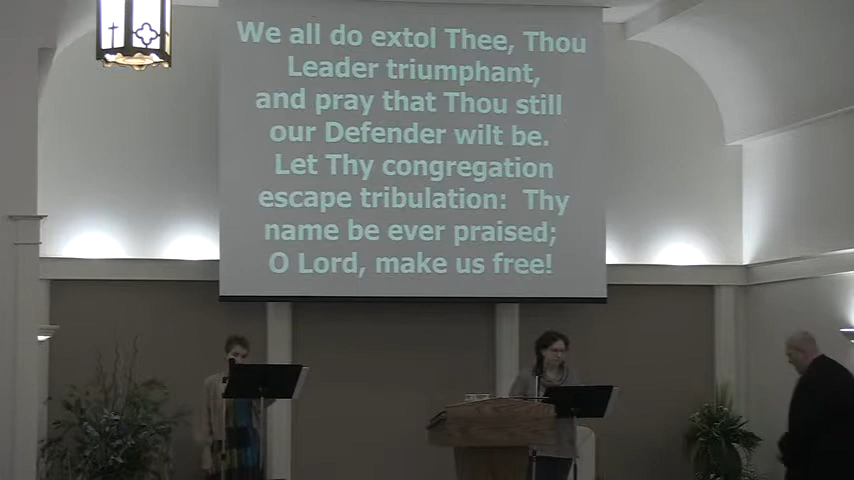 We all do extol Thee, Thou
Leader triumphant,
and pray that Thou still
our Defender wilt be.
Let Thy congregation
escape tribulation:  Thy
name be ever praised;
O Lord, make us free!